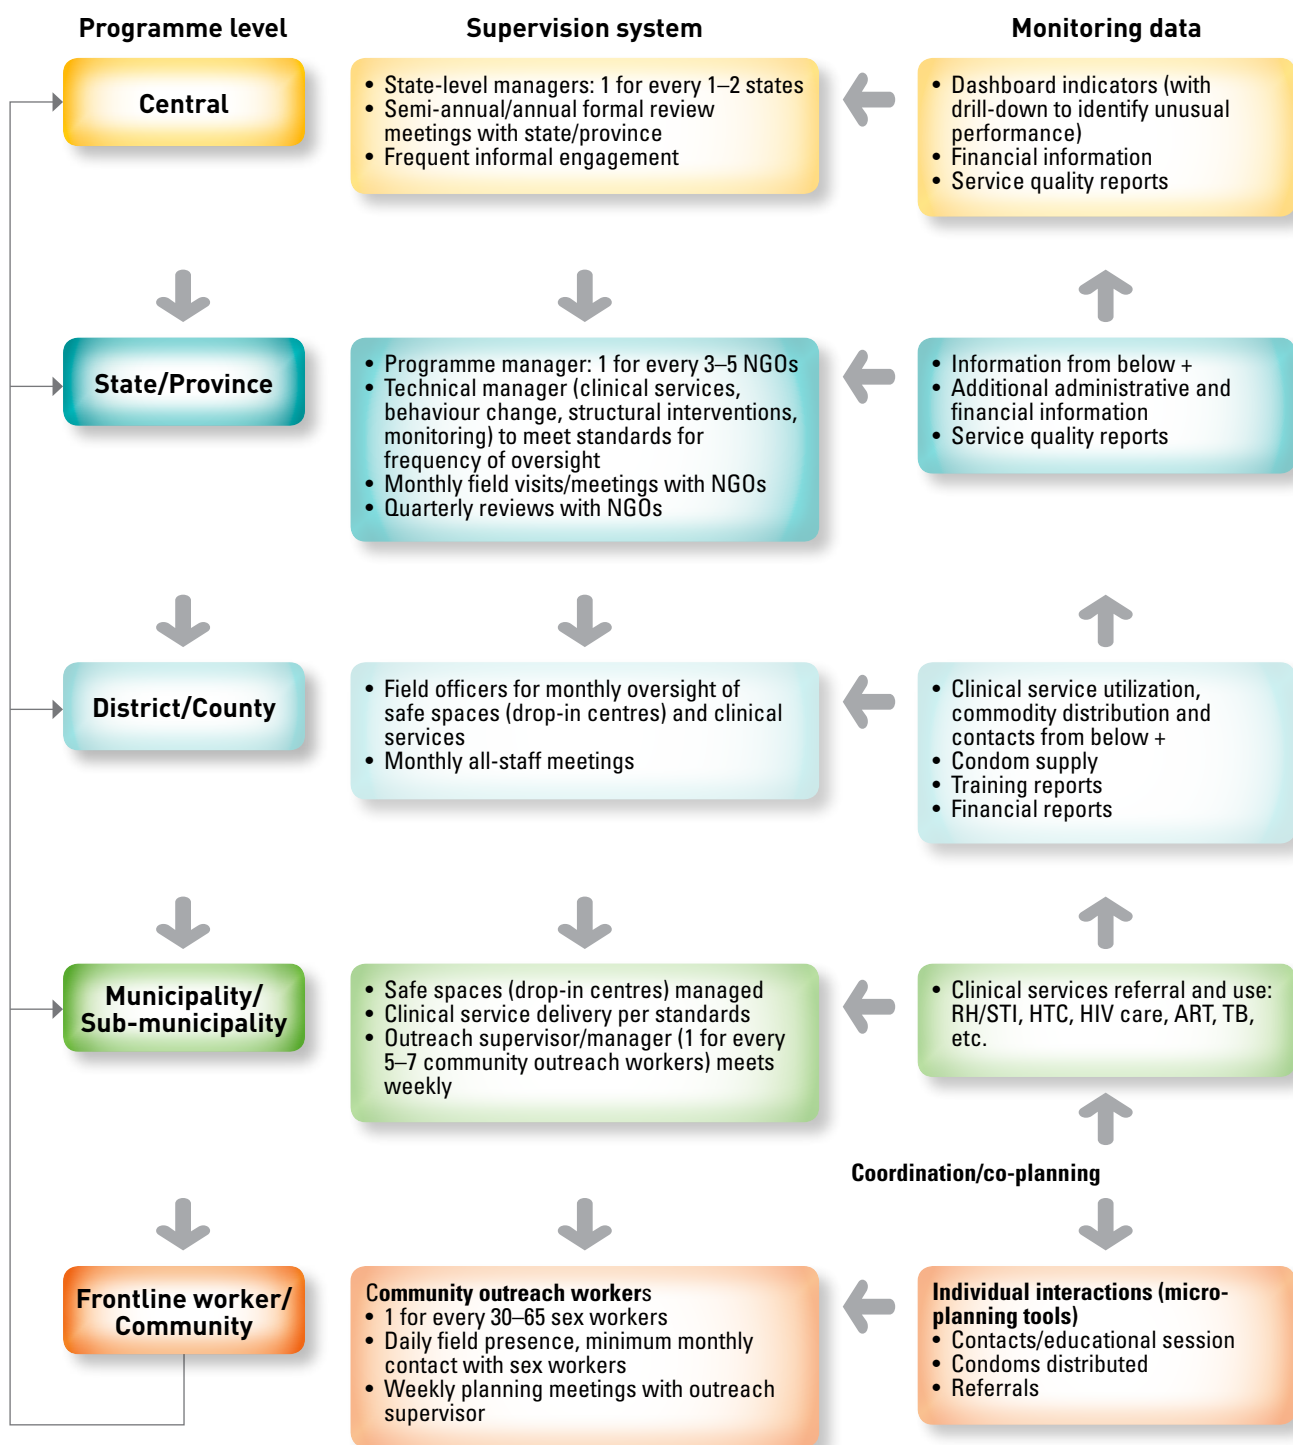 Programme level
Supervision system
Monitoring data
Central
• State-level managers: 1 for every 1–2 states
• Semi-annual/annual formal review
meetings with state/province
• Frequent informal engagement
• Dashboard indicators (with
drill-down to identify unusual
performance)
• Financial information
• Service quality reports
State/Province
• Programme manager: 1 for every 3–5 NGOs
• Technical manager (clinical services,
behaviour change, structural interventions,
monitoring) to meet standards for
frequency of oversight
• Monthly field visits/meetings with NGOs
• Quarterly reviews with NGOs
• Information from below +
• Additional administrative and
financial information
• Service quality reports
District/County
• Field officers for monthly oversight of
safe spaces (drop-in centres) and clinical
services
• Monthly all-staff meetings
• Clinical service utilization,
commodity distribution and
contacts from below +
• Condom supply
• Training reports
• Financial reports
Municipality/
Sub-municipality
• Safe spaces (drop-in centres) managed
• Clinical service delivery per standards
• Outreach supervisor/manager (1 for every
5–7 community outreach workers) meets
weekly
• Clinical services referral and use:
RH/STI, HTC, HIV care, ART, TB,
etc.
Coordination/co-planning
Frontline worker/
Community
Community outreach workers
• 1 for every 30–65 sex workers
• Daily field presence, minimum monthly
contact with sex workers
• Weekly planning meetings with outreach
supervisor
Individual interactions (micro-
planning tools)
• Contacts/educational session
• Condoms distributed
• Referrals